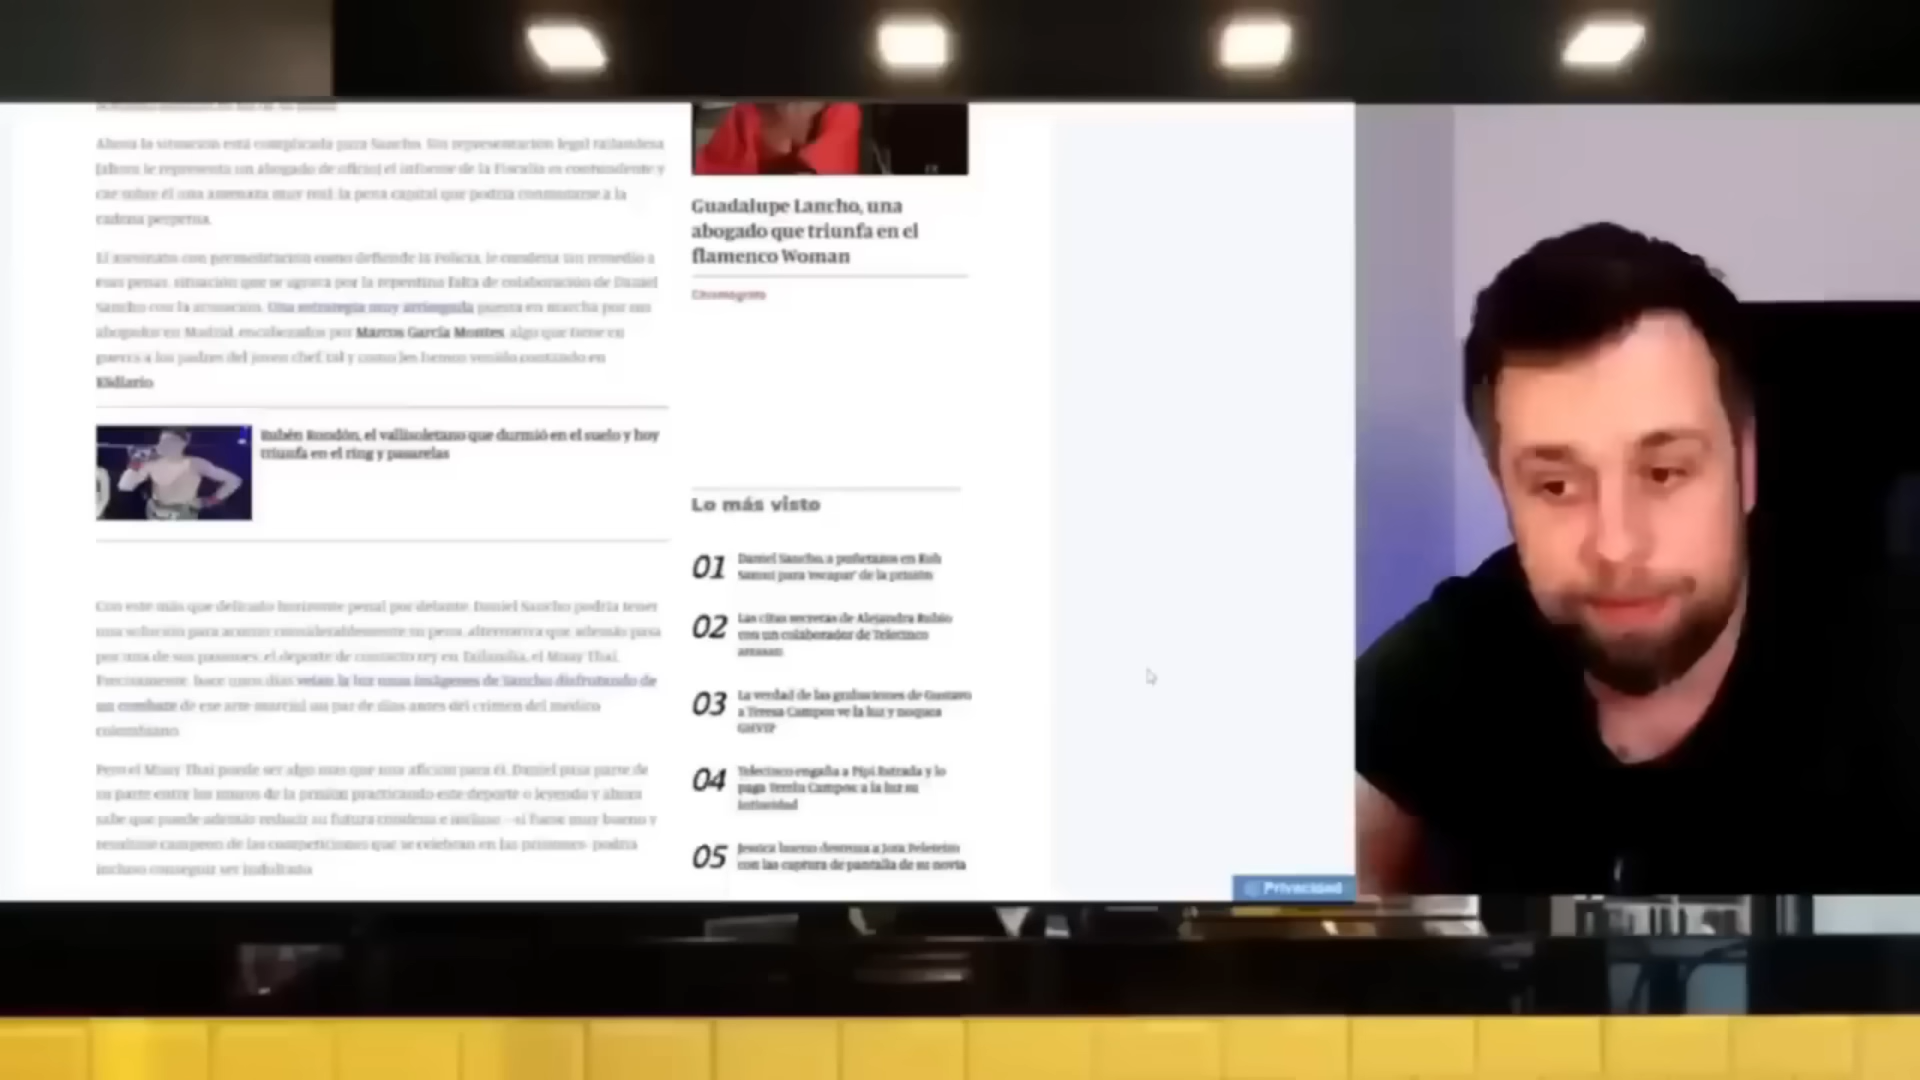 Ahora la situación está complicada para Sancho. Sin representación legal tailandesa
(ahora le representa un abogado de oficio) el informe de la Fiscalía es contundente y
cae sobre él una amenaza muy real: la pena capital que podría conmutarse a la
cadena perpetua.
El asesinato con premeditación como defiende la Policía, le condena sin remedio a
esas penas, situación que se agrava por la repentina falta de colaboración de Daniel
Sancho con la acusación. Una estrategia muy arriesgada puesta en marcha por sus
abogados en Madrid, encabezados por Marcos García Montes, algo que tiene en
guerra a los padres del joven chef, tal y como les hemos venido contando en
ESdiario.
Rubén Rondón, el vallisoletano que durmió en el suelo y hoy
triunfa en el ring y pasarelas
Con este más que delicado horizonte penal por delante, Daniel Sancho podría tener
una solución para acortar considerablemente su pena, alternativa que además pasa
por una de sus pasiones: el deporte de contacto rey en Tailandia, el Muay Thai.
Precisamente, hace unos días veían la luz unas imágenes de Sancho disfrutando de
un combate de ese arte marcial un par de días antes del crimen del médico
colombiano.
Pero el Muay Thai puede ser algo más que una afición para él. Daniel pasa parte de
su parte entre los muros de la prisión practicando este deporte o leyendo y ahora
sabe que puede además reducir su futura condena e incluso --si fuese muy bueno y
resultase campeón de las competiciones que se celebran en las prisiones- podría
incluso conseguir ser indultado
Guadalupe Lancho, una
abogado que triunfa en el
flamenco Woman
Lo más visto
01 Daniel Sancho, a puñetazos en Koh
Samui para 'escapar' de la prisión
02 Las citas secretas de Alejandra Rubio
con un colaborador de Telecinco
03 La verdad de las grabaciones de Gustavo
a Teresa Campos ve la luz y noquea
GHVIP
04 Telecinco engaña a Pipi Estrada y lo
paga Terelu Campos: a la luz su
intimidad
05 Jessica bueno destroza a Jota Peleteiro
con las captura de pantalla de su novia
Privacidad